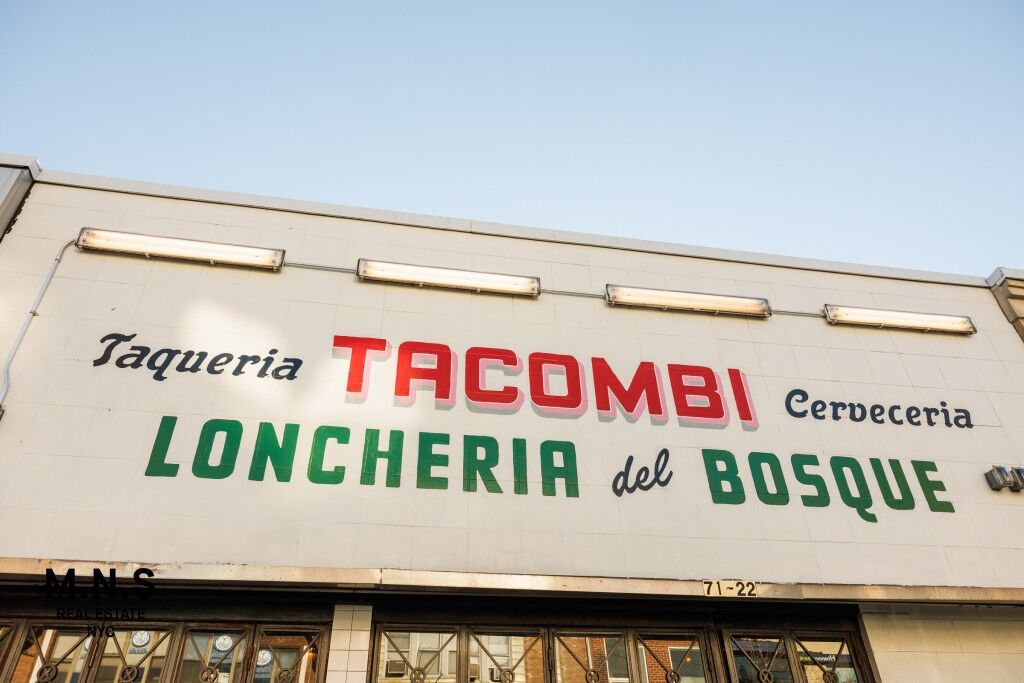 Taqueria TACOMBI Cerveceria
LONCHERIA del BOSQUE
71-22
M.N.S
REAL ESTATE
NYC